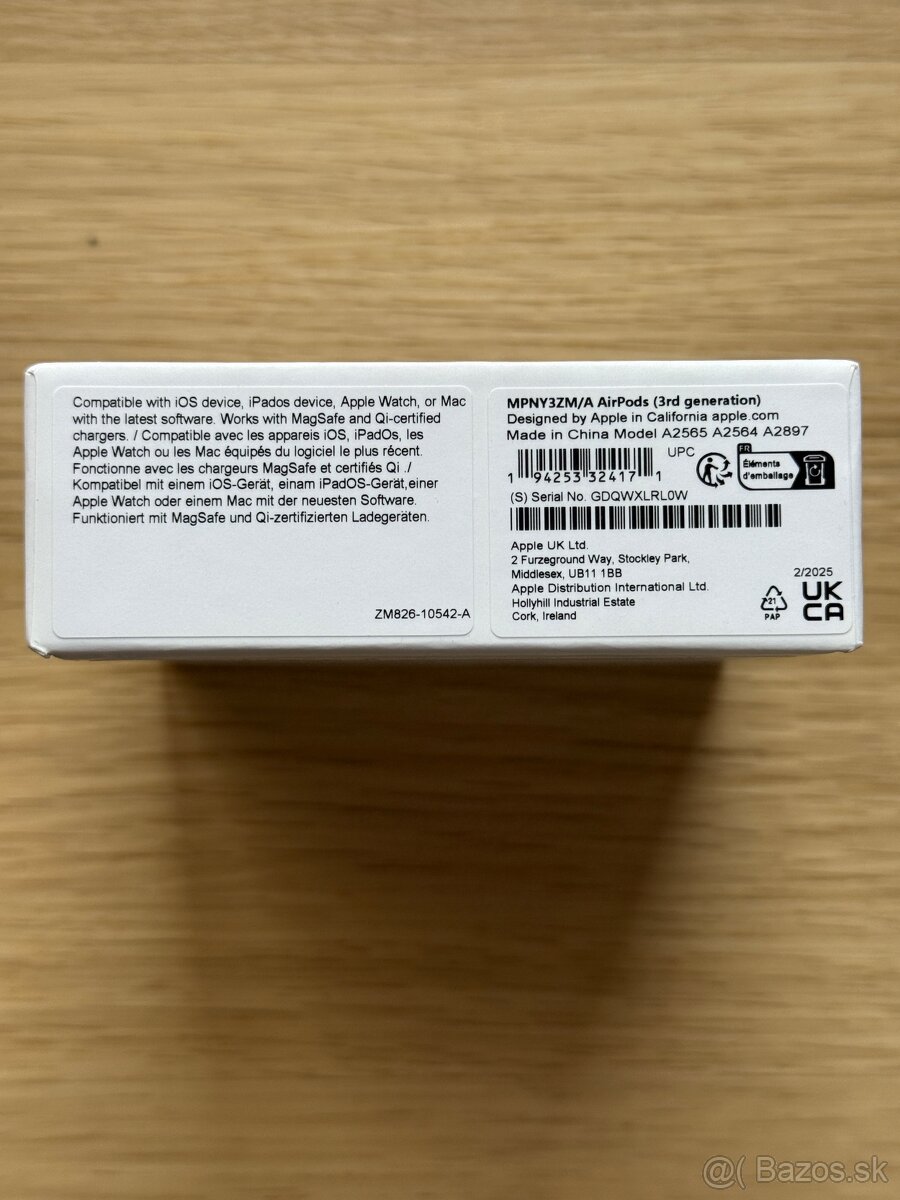 Compatible with iOS device, iPados device, Apple Watch, or Mac
with the latest software. Works with MagSafe and Qi-certified
chargers. / Compatible avec les appareils iOS, iPadOs, les
Apple Watch ou les Mac équipés du logiciel le plus récent.
Fonctionne avec les chargeurs MagSafe et certifiés Qi ./
Kompatibel mit einem iOS-Gerät, einam iPadOS-Gerät,einer
Apple Watch oder einem Mac mit der neuesten Software.
Funktioniert mit MagSafe und Qi-zertifizierten Ladegeräten.
ZM826-10542-A
MPNY3ZM/A AirPods (3rd generation)
Designed by Apple in California apple.com
Made in China Model A2565 A2564 A2897
UPC
1 94253 32417 1
FR
Éléments
d'emballage
(S) Serial No. GDQWXLRL0W
Apple UK Ltd.
2 Furzeground Way, Stockley Park,
Middlesex, UB11 1BB
Apple Distribution International Ltd.
Hollyhill Industrial Estate
Cork, Ireland
21
PAP
2/2025
UK
CA
@( Bazos.sk